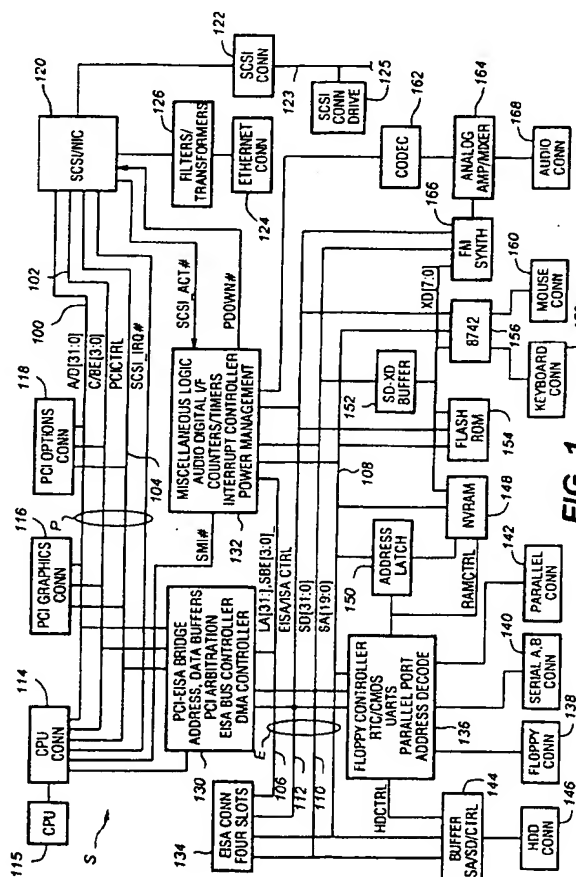 115
CPU
S
114
CPU
CONN
116
PCI GRAPHICS
CONN
P
118
PCI OPTIONS
CONN
100
102
104
A/D[31:0]
C/BE[3:0]
PCICTRL
SCSI_IRQ#
120
SCSI/NIC
122
SCSI
CONN
123
SCSI
CONN
DRIVE
125
126
FILTERS/
TRANSFORMERS
ETHERNET
CONN
124
SCSI_ACT#
PDOWN#
SMI#
PCI-EISA BRIDGE
ADDRESS, DATA BUFFERS
PCI ARBITRATION
EISA BUS CONTROLLER
DMA CONTROLLER
130
MISCELLANEOUS LOGIC
AUDIO DIGITAL I/F
COUNTERS/TIMERS
INTERRUPT CONTROLLER
POWER MANAGEMENT
132
EISA CONN
FOUR SLOTS
134
E
106
112
110
108
LA[31:],SBE[3:0]
EISA/ISA CTRL
SD[31:0]
SA[19:0]
CODEC
162
164
ANALOG
AMP/MIXER
168
AUDIO
CONN
166
FM
SYNTH
XD[7:0]
SD-XD
BUFFER
152
8742
156
160
MOUSE
CONN
KEYBOARD
CONN
FLASH
ROM
154
NVRAM
148
ADDRESS
LATCH
150
RAMCTRL
FLOPPY CONTROLLER
RTC/CMOS
UARTS
PARALLEL PORT
ADDRESS DECODE
136
HDCTRL
BUFFER
SA/SD/CTRL
144
HDD
CONN
146
FLOPPY
CONN
138
140
SERIAL A,B
CONN
142
PARALLEL
CONN
FIG. 1